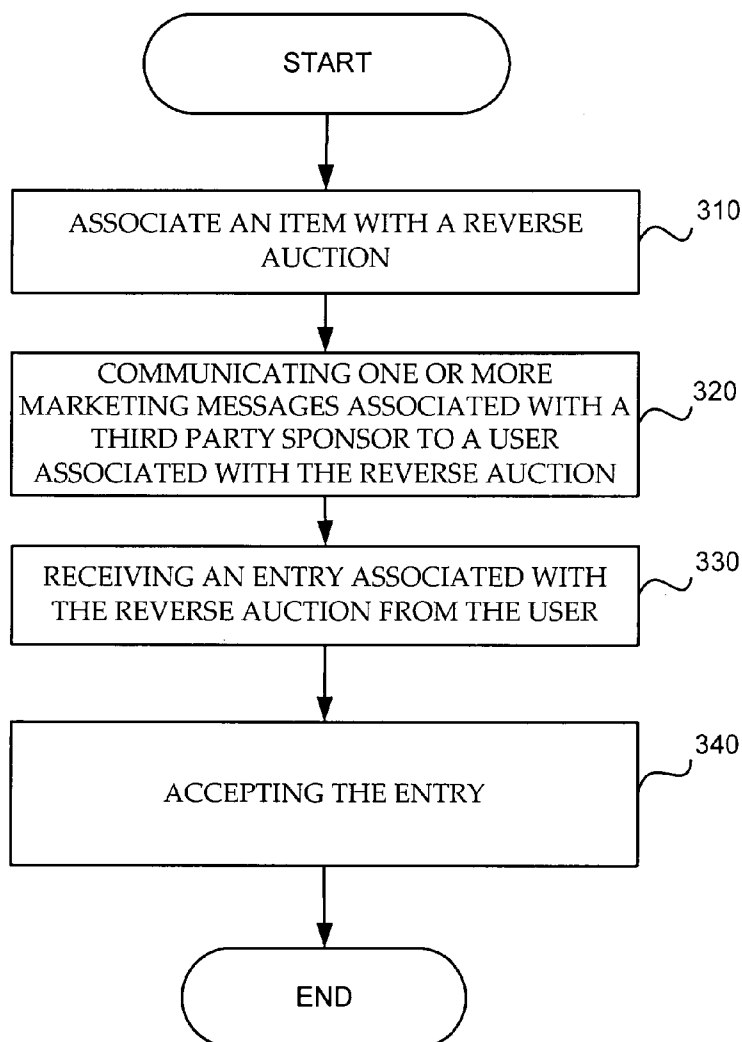 START
ASSOCIATE AN ITEM WITH A REVERSE
AUCTION
310
COMMUNICATING ONE OR MORE
MARKETING MESSAGES ASSOCIATED WITH A
THIRD PARTY SPONSOR TO A USER
ASSOCIATED WITH THE REVERSE AUCTION
320
RECEIVING AN ENTRY ASSOCIATED WITH
THE REVERSE AUCTION FROM THE USER
330
ACCEPTING THE ENTRY
340
END